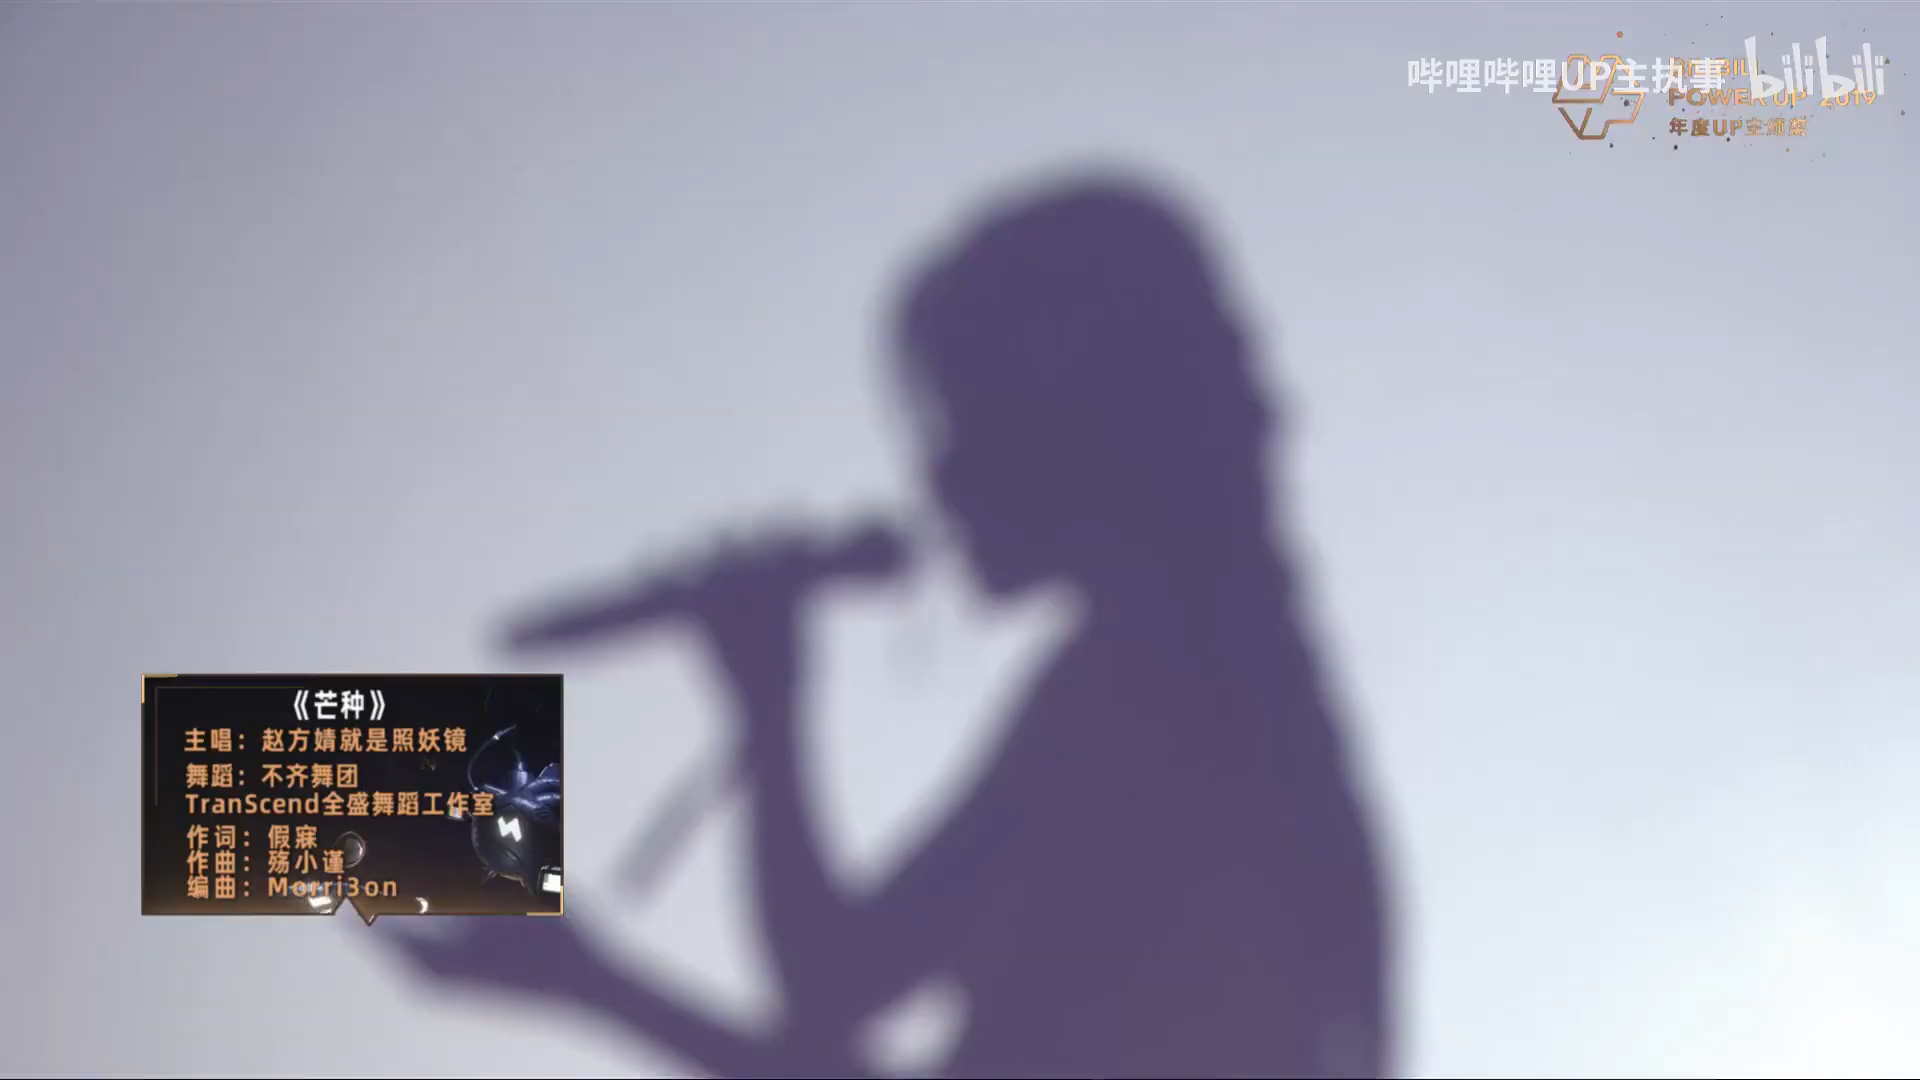 哔哩哔哩UP主执事 bilibili
POWER UP 2019
年度UP主颁奖
《芒种》
主唱：赵方婧就是照妖镜
舞蹈：不齐舞团
TranScend全盛舞蹈工作室
作词：假寐
作曲：殇小谨
编曲：Morri3on